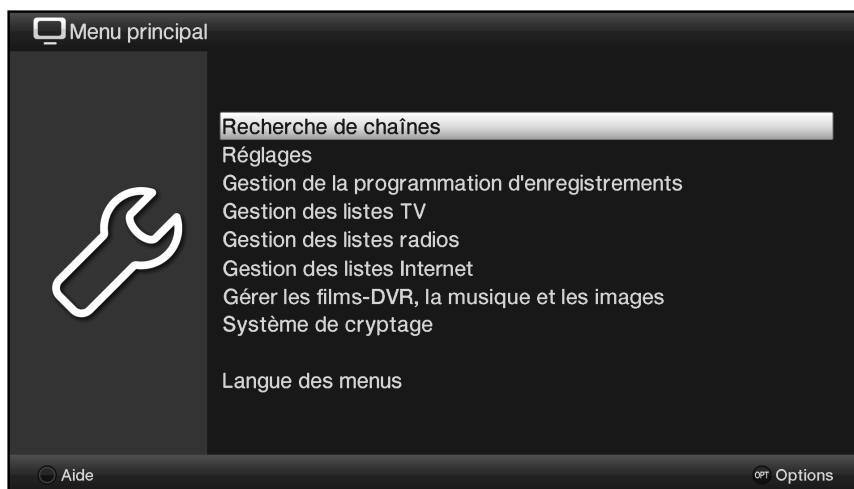 Menu principal
Recherche de chaînes
Réglages
Gestion de la programmation d'enregistrements
Gestion des listes TV
Gestion des listes radios
Gestion des listes Internet
Gérer les films-DVR, la musique et les images
Système de cryptage
Langue des menus
Aide
OPT Options